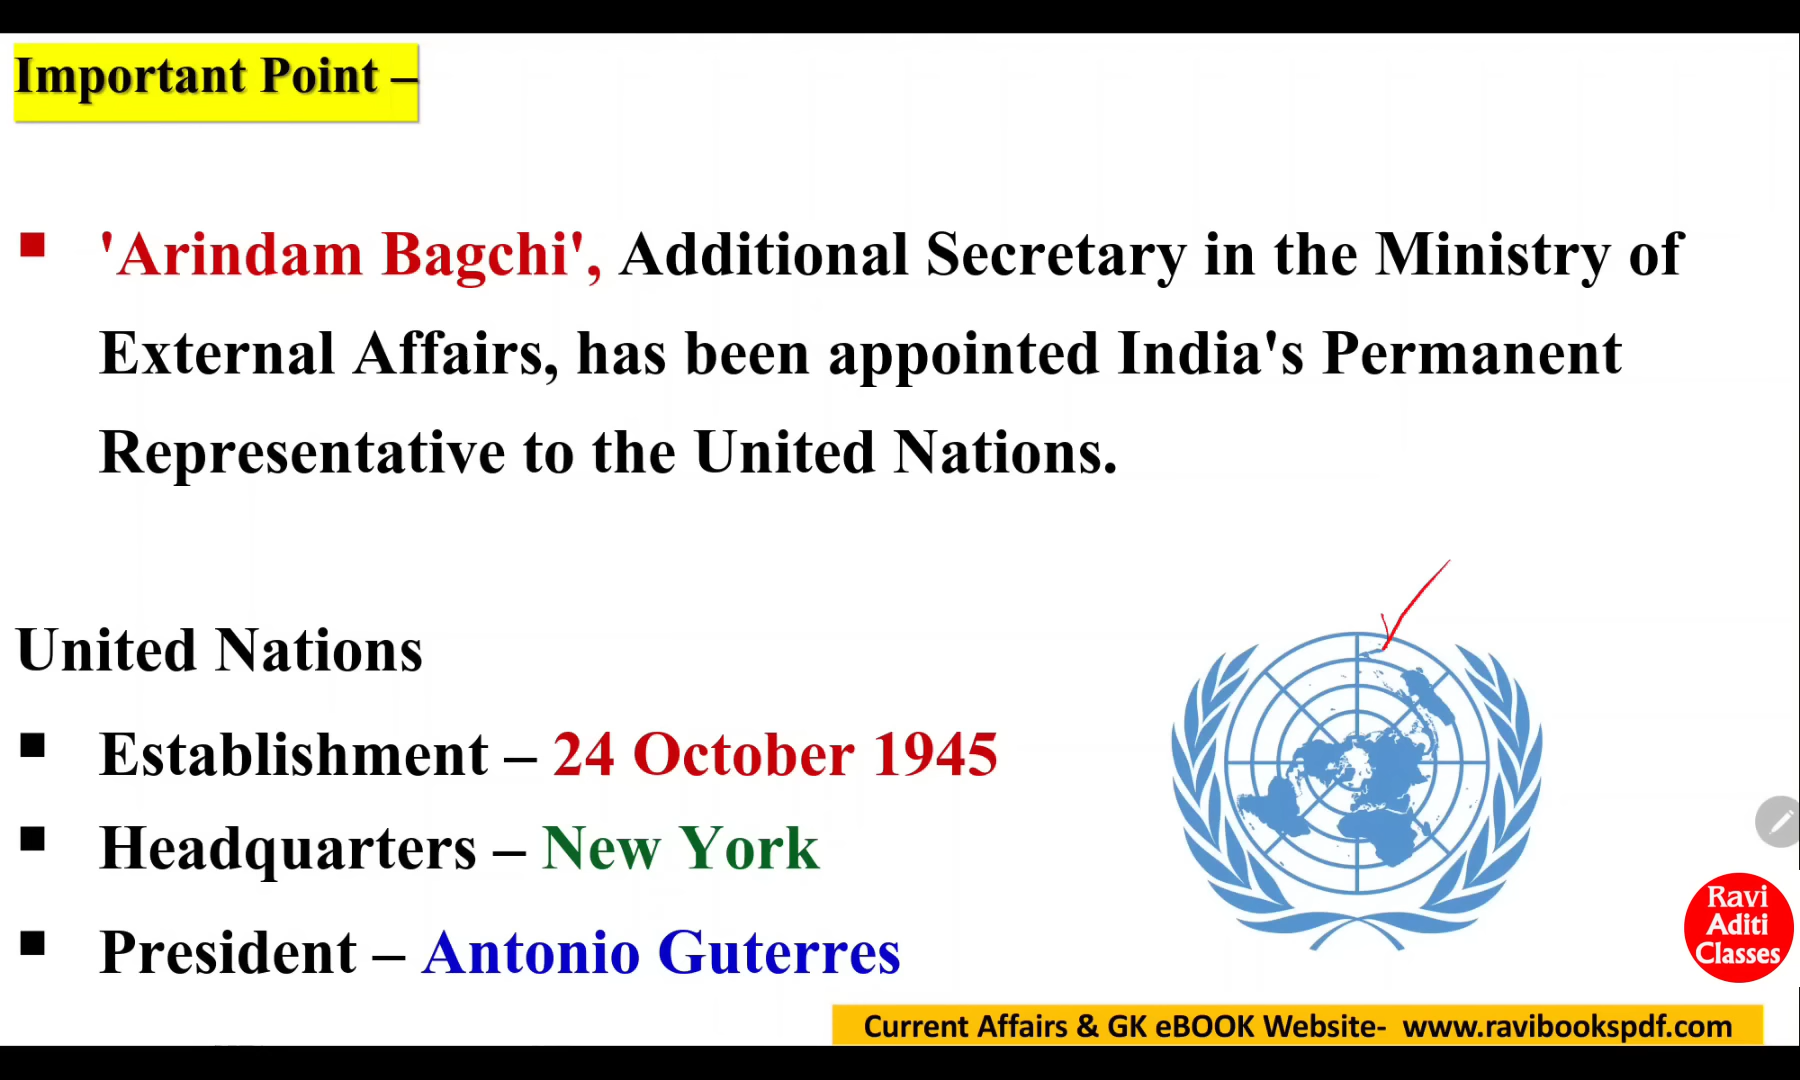 Important Point –
▪ 'Arindam Bagchi', Additional Secretary in the Ministry of
External Affairs, has been appointed India's Permanent
Representative to the United Nations.
United Nations
▪ Establishment – 24 October 1945
▪ Headquarters – New York
▪ President – Antonio Guterres
Ravi
Aditi
Classes
Current Affairs & GK eBOOK Website- www.ravibookspdf.com